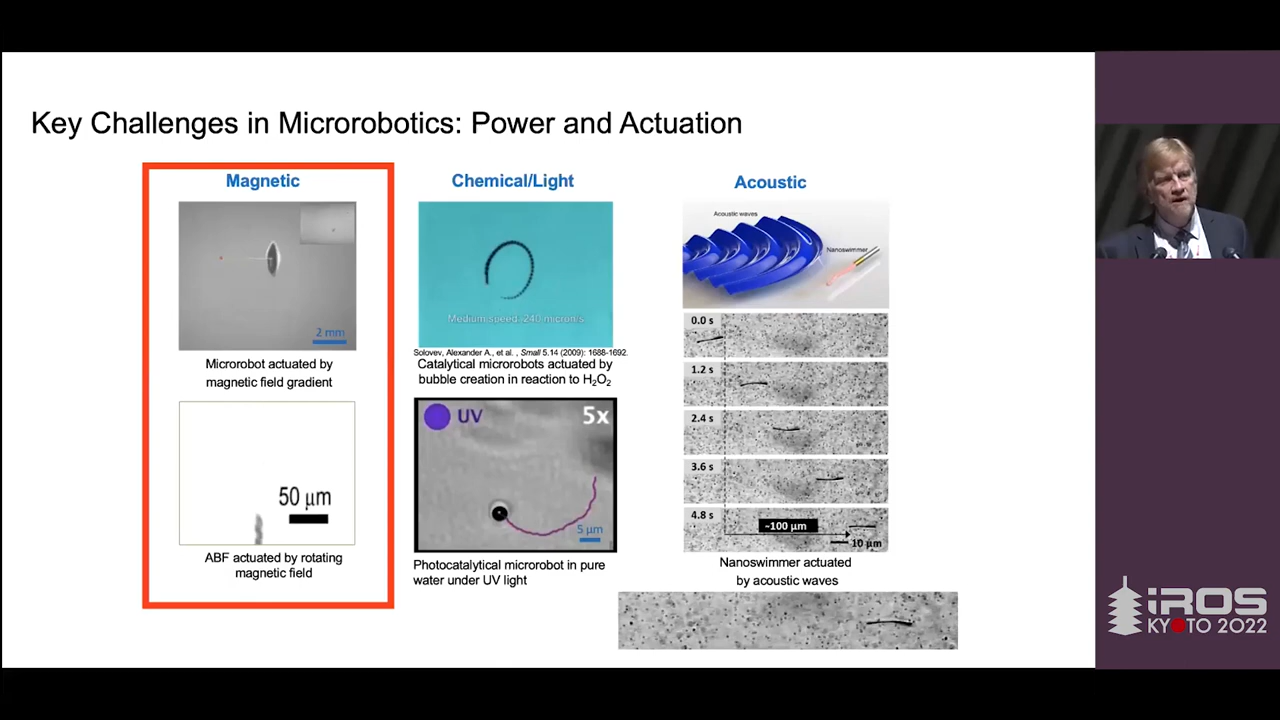 Key Challenges in Microrobotics: Power and Actuation
Magnetic
2 mm
Microrobot actuated by
magnetic field gradient
50 μm
ABF actuated by rotating
magnetic field
Chemical/Light
Medium speed: 240 micron/s
Solovev, Alexander A., et al. , Small 5.14 (2009): 1688-1692.
Catalytical microrobots actuated by
bubble creation in reaction to H₂O₂
UV
5x
5 μm
Photocatalytical microrobot in pure
water under UV light
Acoustic
Acoustic waves
Nanoswimmer
0.0 s
1.2 s
2.4 s
3.6 s
4.8 s
~100 μm
10 μm
Nanoswimmer actuated
by acoustic waves
iROS
KYOTO 2022